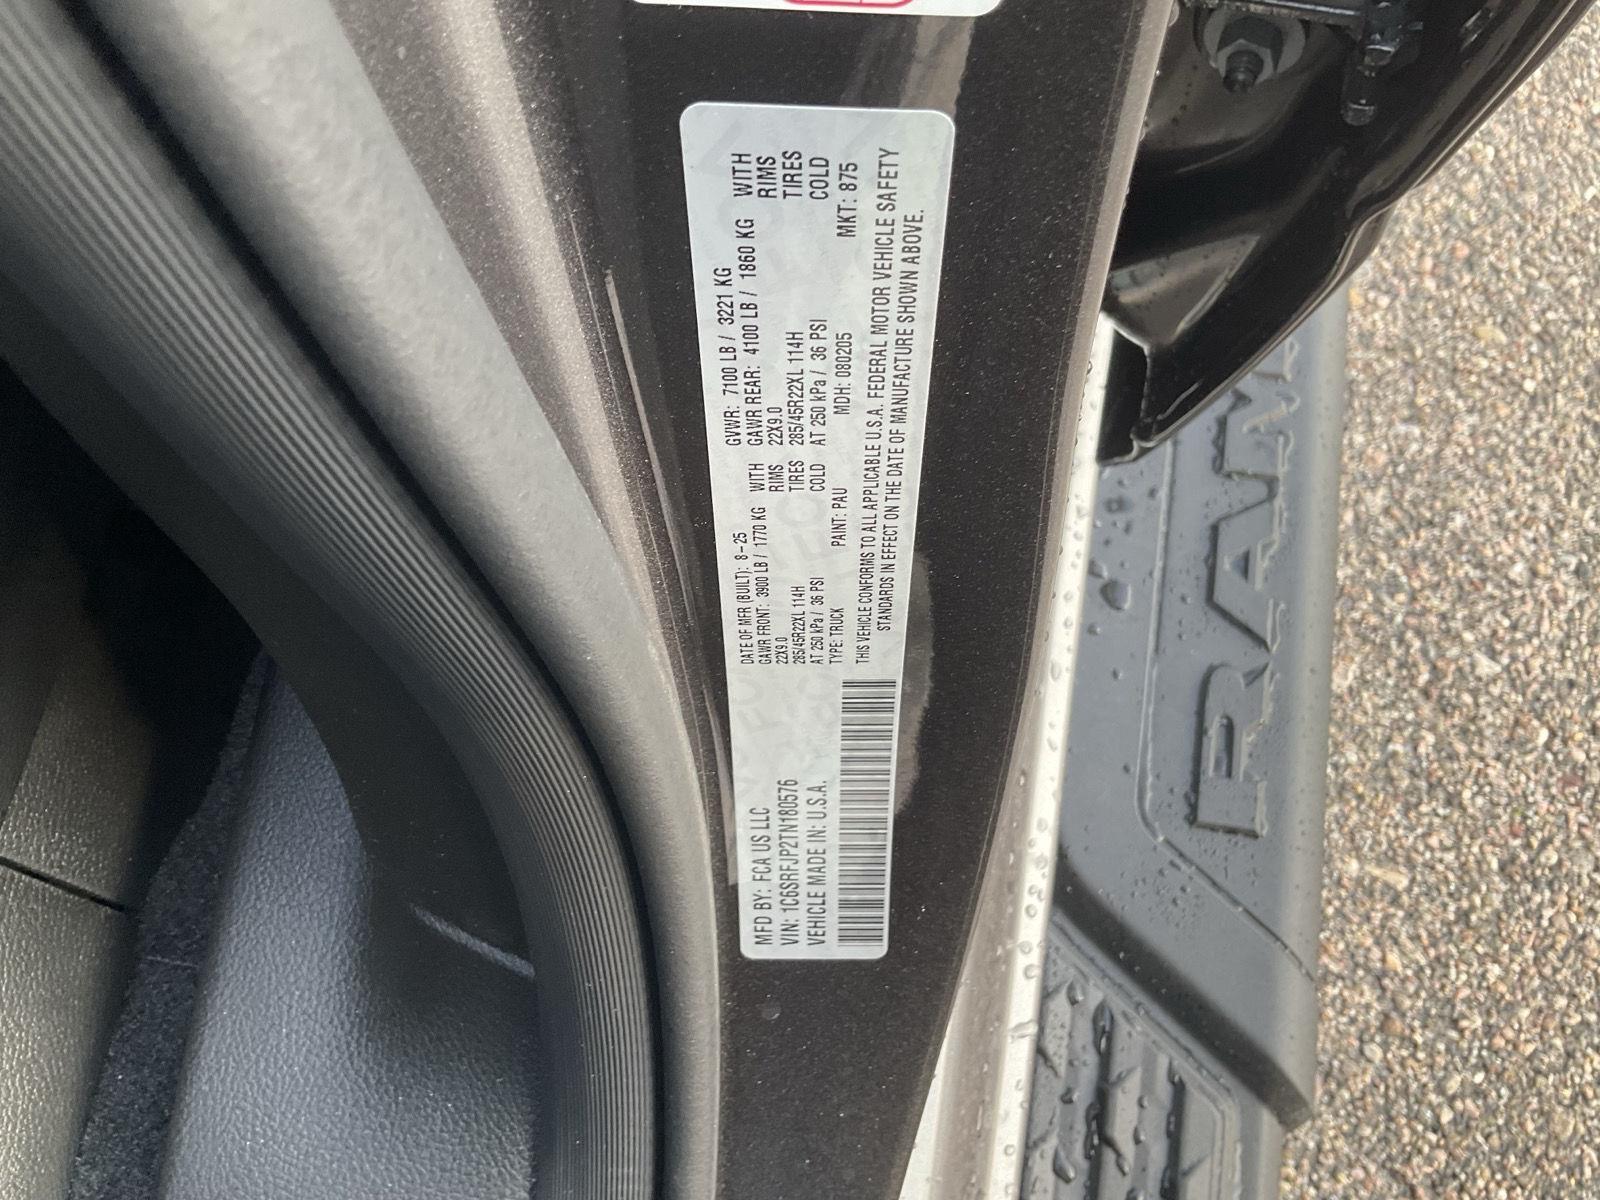 MFD BY: FCA US LLC
VIN: 1C6SRFJP2TN180576
VEHICLE MADE IN: U.S.A.
DATE OF MFR (BUILT): 8-25 GVWR: 7100 LB / 3221 KG
GAWR FRONT: 3900 LB / 1770 KG WITH GAWR REAR: 4100 LB / 1860 KG WITH
22X9.0 RIMS 22X9.0 RIMS
285/45R22XL 114H TIRES 285/45R22XL 114H TIRES
AT 250 kPa / 36 PSI COLD AT 250 kPa / 36 PSI COLD
TYPE: TRUCK PAINT: PAU MDH: 080205 MKT: 875
THIS VEHICLE CONFORMS TO ALL APPLICABLE U.S.A. FEDERAL MOTOR VEHICLE SAFETY
STANDARDS IN EFFECT ON THE DATE OF MANUFACTURE SHOWN ABOVE.
RAM